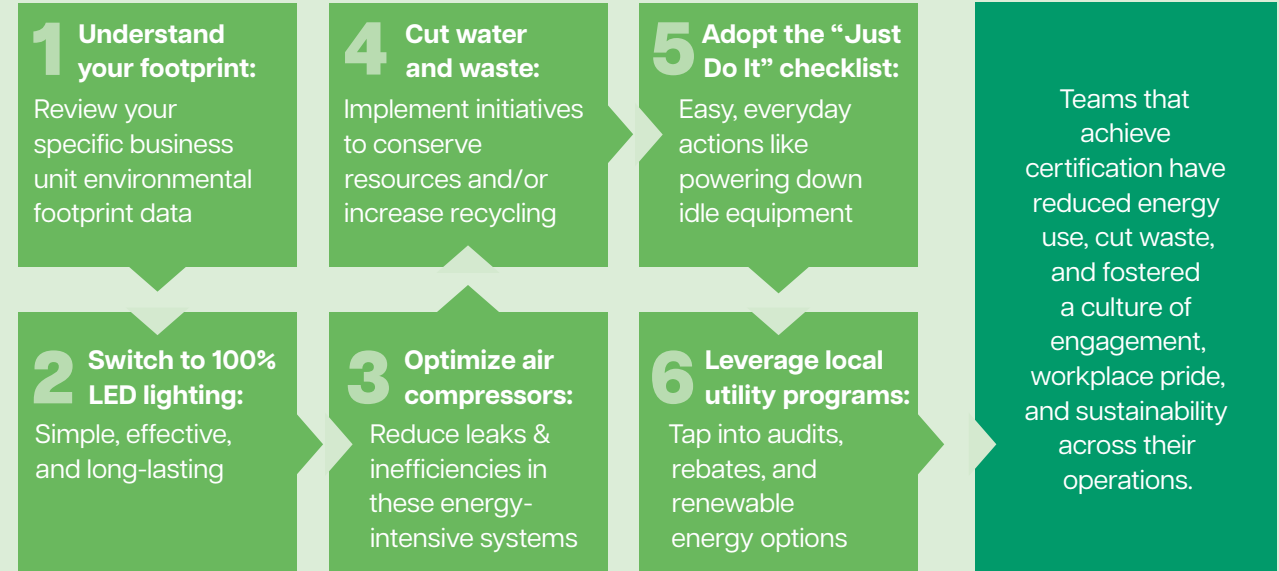 1 Understand
your footprint:
Review your
specific business
unit environmental
footprint data
2 Switch to 100%
LED lighting:
Simple, effective,
and long-lasting
3 Optimize air
compressors:
Reduce leaks &
inefficiencies in
these energy-
intensive systems
4 Cut water
and waste:
Implement initiatives
to conserve
resources and/or
increase recycling
5 Adopt the “Just
Do It” checklist:
Easy, everyday
actions like
powering down
idle equipment
6 Leverage local
utility programs:
Tap into audits,
rebates, and
renewable
energy options
Teams that
achieve
certification have
reduced energy
use, cut waste,
and fostered
a culture of
engagement,
workplace pride,
and sustainability
across their
operations.